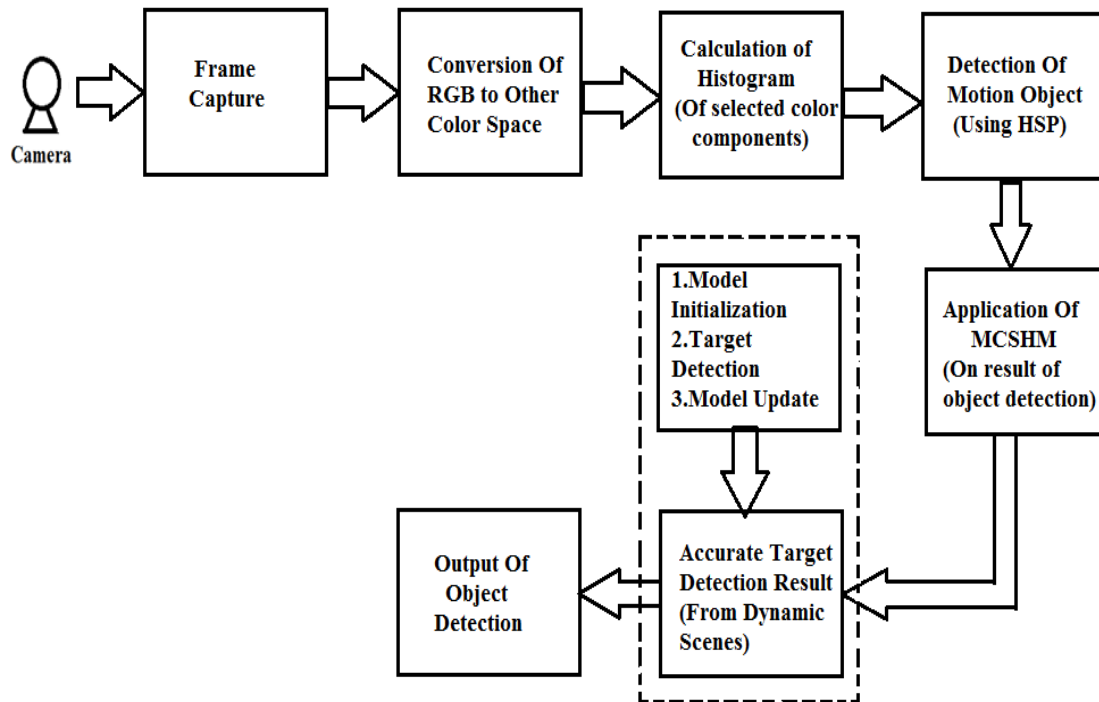 Camera
Frame
Capture
Conversion Of
RGB to Other
Color Space
Calculation of
Histogram
(Of selected color
components)
Detection Of
Motion Object
(Using HSP)
Application Of
MCSHM
(On result of
object detection)
1.Model
Initialization
2.Target
Detection
3.Model Update
Accurate Target
Detection Result
(From Dynamic
Scenes)
Output Of
Object
Detection